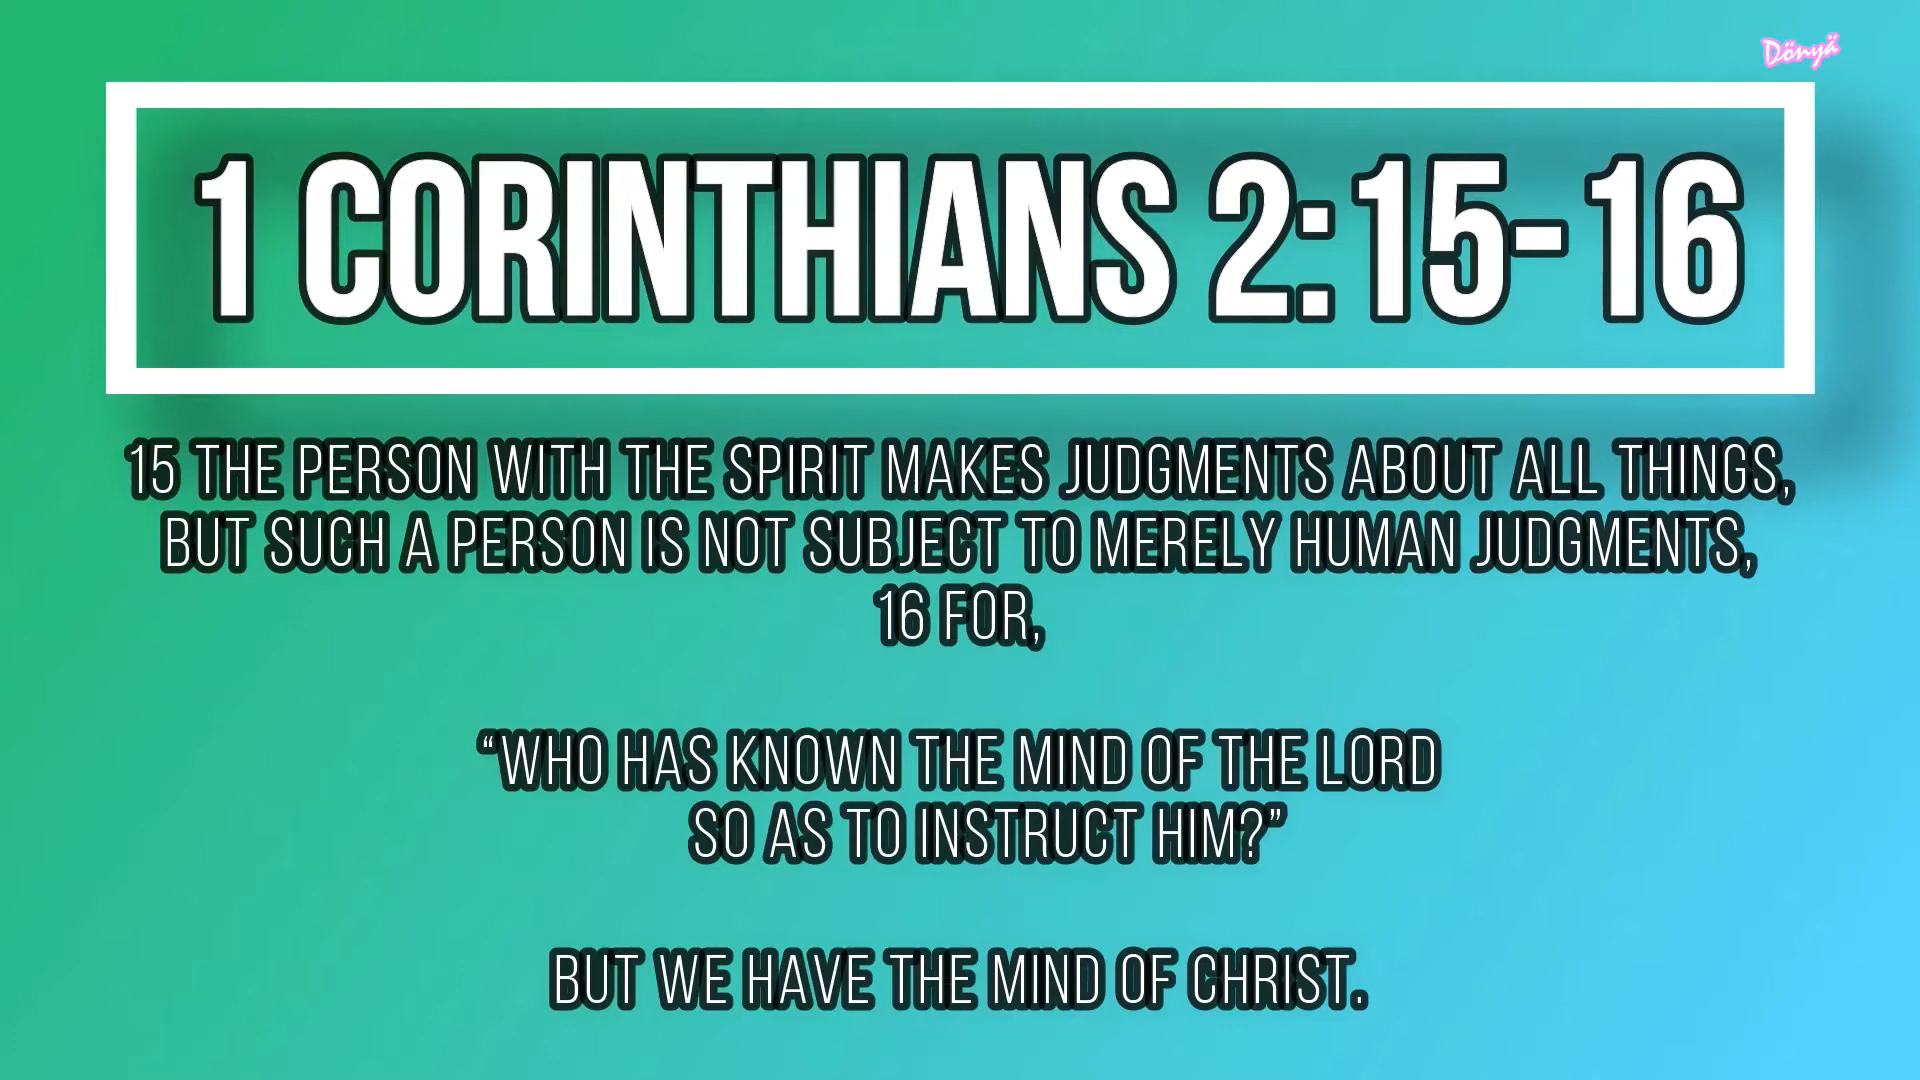 Dönyä
1 CORINTHIANS 2:15-16
15 THE PERSON WITH THE SPIRIT MAKES JUDGMENTS ABOUT ALL THINGS,
BUT SUCH A PERSON IS NOT SUBJECT TO MERELY HUMAN JUDGMENTS,
16 FOR,
“WHO HAS KNOWN THE MIND OF THE LORD
SO AS TO INSTRUCT HIM?”
BUT WE HAVE THE MIND OF CHRIST.